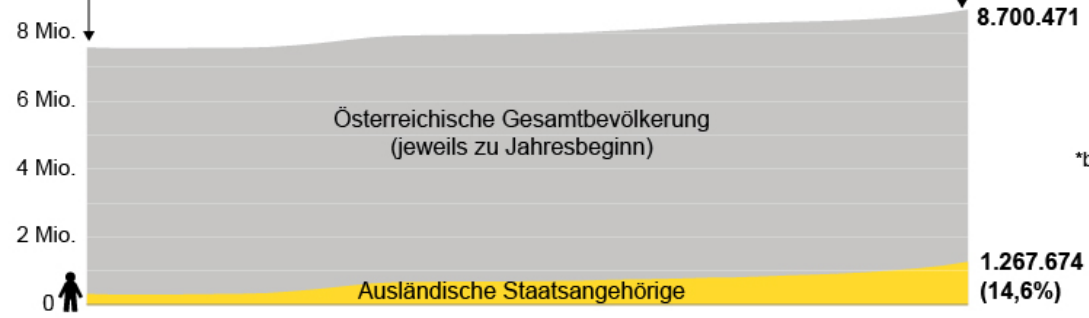 8 Mio.
8.700.471
6 Mio.
Österreichische Gesamtbevölkerung
(jeweils zu Jahresbeginn)
4 Mio.
*b
2 Mio.
1.267.674
(14,6%)
Ausländische Staatsangehörige
0